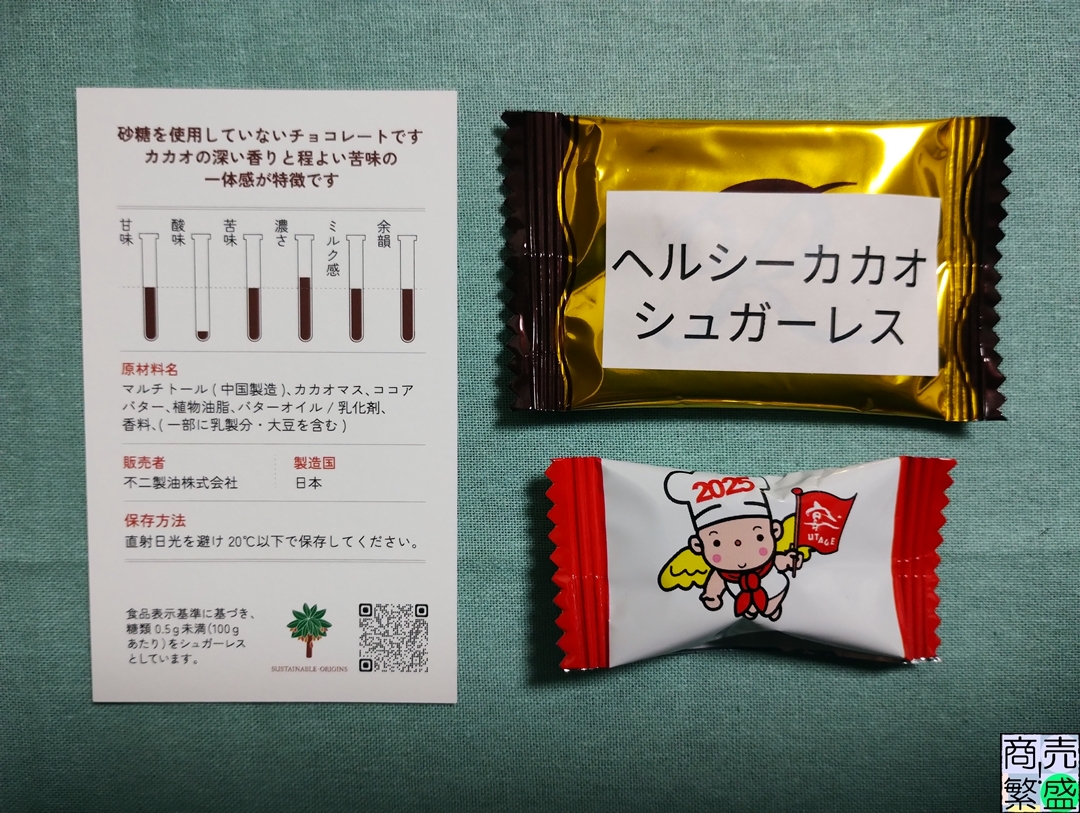 砂糖を使用していないチョコレートです
カカオの深い香りと程よい苦味の
一体感が特徴です
甘味
酸味
苦味
濃さ
ミルク感
余韻
原材料名
マルチトール(中国製造)、カカオマス、ココア
バター、植物油脂、バターオイル/乳化剤、
香料、(一部に乳製分・大豆を含む)
販売者
製造国
不二製油株式会社
日本
保存方法
直射日光を避け20℃以下で保存してください。
食品表示基準に基づき、
糖類0.5g未満(100g
あたり)をシュガーレス
としています。
SUSTAINABLE ORIGINS
ヘルシーカカオ
シュガーレス
2025
宴
UTAGE
商売
繁盛